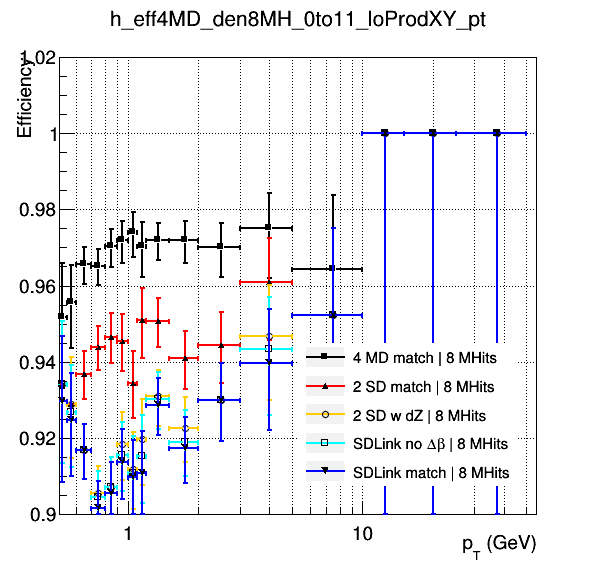 h_eff4MD_den8MH_0to11_loProdXY_pt
Efficiency
1.02
1
0.98
0.96
0.94
0.92
0.9
4 MD match | 8 MHits
2 SD match | 8 MHits
2 SD w dZ | 8 MHits
SDLink no Δβ | 8 MHits
SDLink match | 8 MHits
1
10
p_T (GeV)